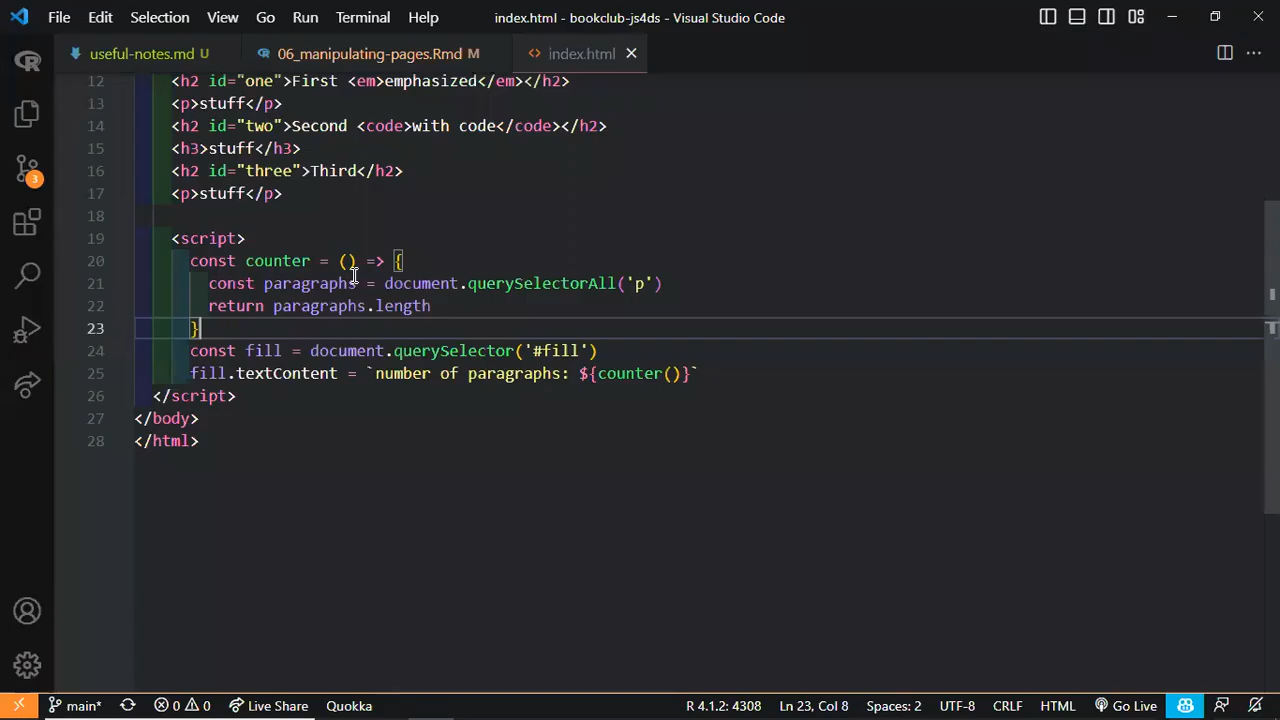 File Edit Selection View Go Run Terminal Help index.html - bookclub-js4ds - Visual Studio Code
useful-notes.md U 06_manipulating-pages.Rmd M index.html
12 <h2 id="one">First <em>emphasized</em></h2>
13 <p>stuff</p>
14 <h2 id="two">Second <code>with code</code></h2>
15 <h3>stuff</h3>
16 <h2 id="three">Third</h2>
17 <p>stuff</p>
18
19 <script>
20 const counter = () => {
21 const paragraphs = document.querySelectorAll('p')
22 return paragraphs.length
23 }
24 const fill = document.querySelector('#fill')
25 fill.textContent = `number of paragraphs: ${counter()}`
26 </script>
27 </body>
28 </html>
3
main* 0 0 Live Share Quokka R 4.1.2: 4308 Ln 23, Col 8 Spaces: 2 UTF-8 CRLF HTML Go Live